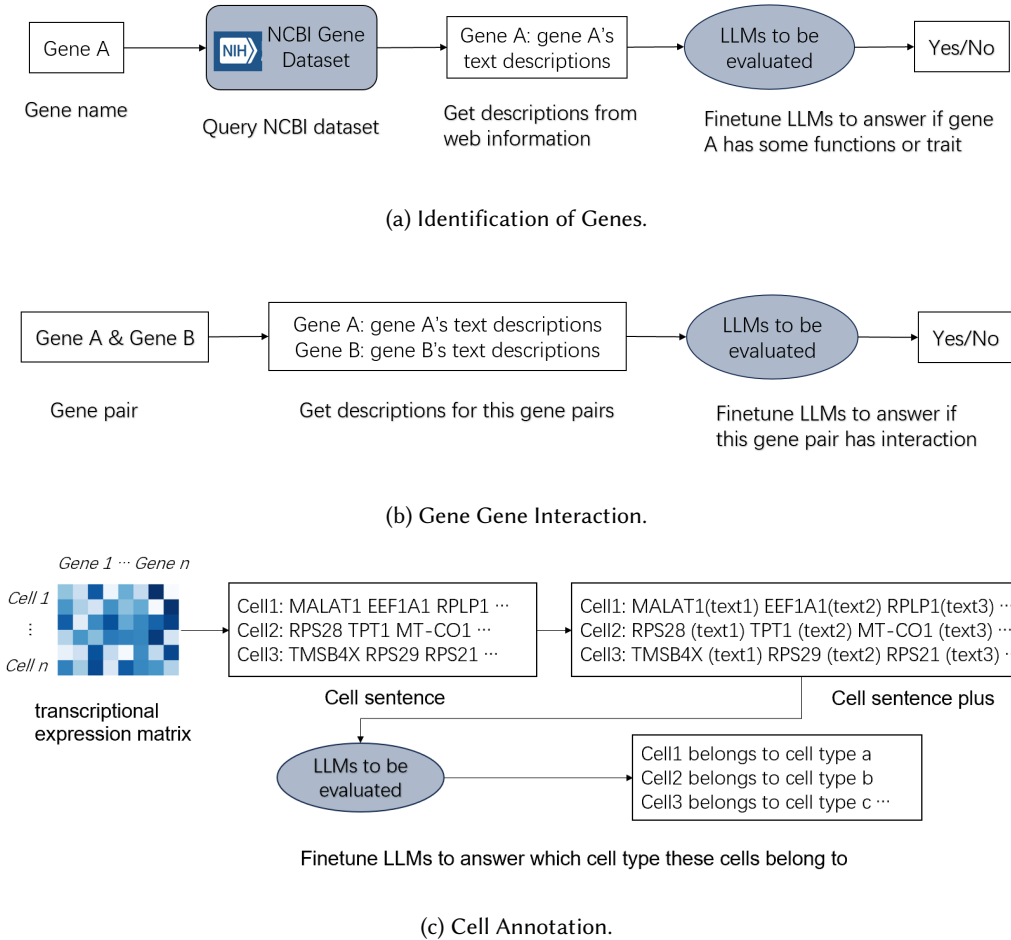 Gene A
NIH
NCBI Gene
Dataset
Gene A: gene A's
text descriptions
LLMs to be
evaluated
Yes/No
Gene name
Query NCBI dataset
Get descriptions from
web information
Finetune LLMs to answer if gene
A has some functions or trait
(a) Identification of Genes.
Gene A & Gene B
Gene A: gene A's text descriptions
Gene B: gene B's text descriptions
LLMs to be
evaluated
Yes/No
Gene pair
Get descriptions for this gene pairs
Finetune LLMs to answer if
this gene pair has interaction
(b) Gene Gene Interaction.
Gene 1 ··· Gene n
Cell 1
⋮
Cell n
transcriptional
expression matrix
Cell1: MALAT1 EEF1A1 RPLP1 ···
Cell2: RPS28 TPT1 MT-CO1 ···
Cell3: TMSB4X RPS29 RPS21 ···
Cell sentence
Cell1: MALAT1(text1) EEF1A1(text2) RPLP1(text3) ···
Cell2: RPS28 (text1) TPT1 (text2) MT-CO1 (text3) ···
Cell3: TMSB4X (text1) RPS29 (text2) RPS21 (text3) ···
Cell sentence plus
LLMs to be
evaluated
Cell1 belongs to cell type a
Cell2 belongs to cell type b
Cell3 belongs to cell type c ···
Finetune LLMs to answer which cell type these cells belong to
(c) Cell Annotation.